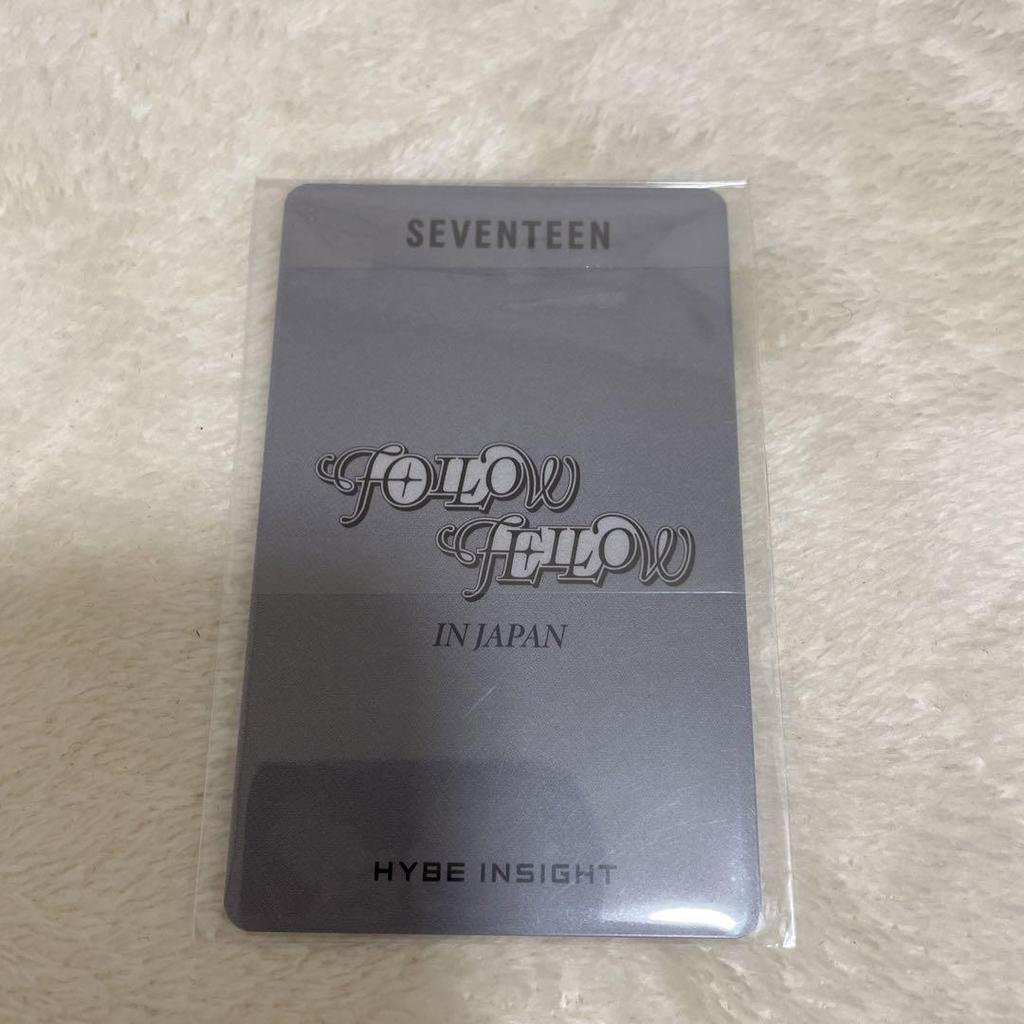 SEVENTEEN
FOLLOW
FELLOW
IN JAPAN
HYBE INSIGHT